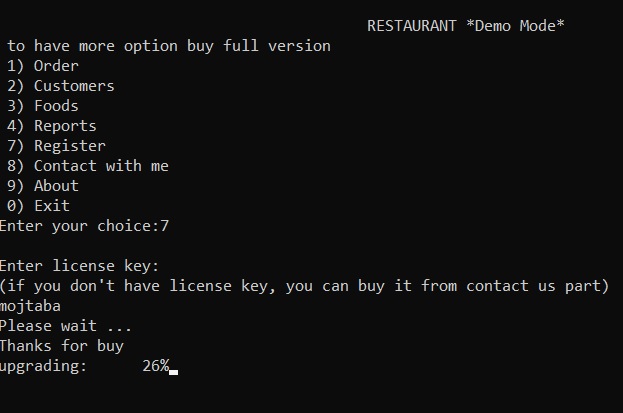 RESTAURANT *Demo Mode*
to have more option buy full version
1) Order
2) Customers
3) Foods
4) Reports
7) Register
8) Contact with me
9) About
0) Exit
Enter your choice:7
Enter license key:
(if you don't have license key, you can buy it from contact us part)
mojtaba
Please wait ...
Thanks for buy
upgrading:      26%